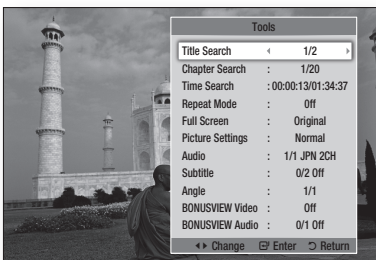 Tools
Title Search 1/2
Chapter Search : 1/20
Time Search : 00:00:13/01:34:37
Repeat Mode : Off
Full Screen : Original
Picture Settings : Normal
Audio : 1/1 JPN 2CH
Subtitle : 0/2 Off
Angle : 1/1
BONUSVIEW Video : Off
BONUSVIEW Audio : 0/1 Off
Change Enter Return